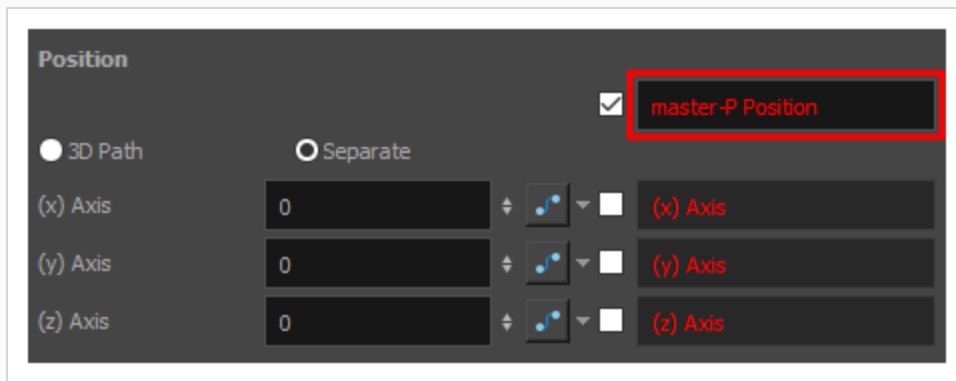 Position
master-P Position
3D Path Separate
(x) Axis 0 (x) Axis
(y) Axis 0 (y) Axis
(z) Axis 0 (z) Axis